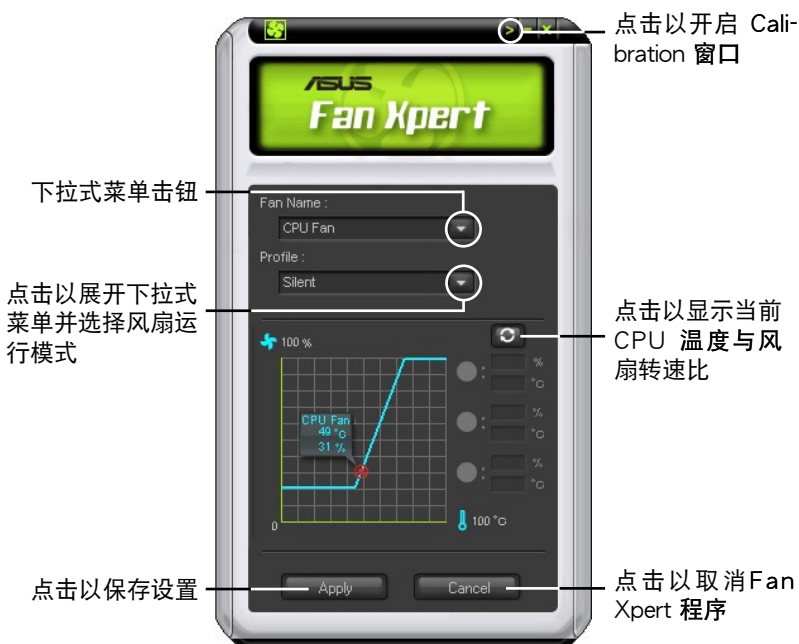 点击以开启 Cali-
bration 窗口
/SUS
Fan Xpert
下拉式菜单击钮
Fan Name :
CPU Fan
Profile :
点击以展开下拉式
菜单并选择风扇运
行模式
Silent
点击以显示当前
CPU 温度与风
扇转速比
100 %
%
°C
CPU Fan
49 °C
31 %
%
°C
%
°C
0
100 °C
点击以保存设置
Apply
Cancel
点击以取消Fan
Xpert 程序